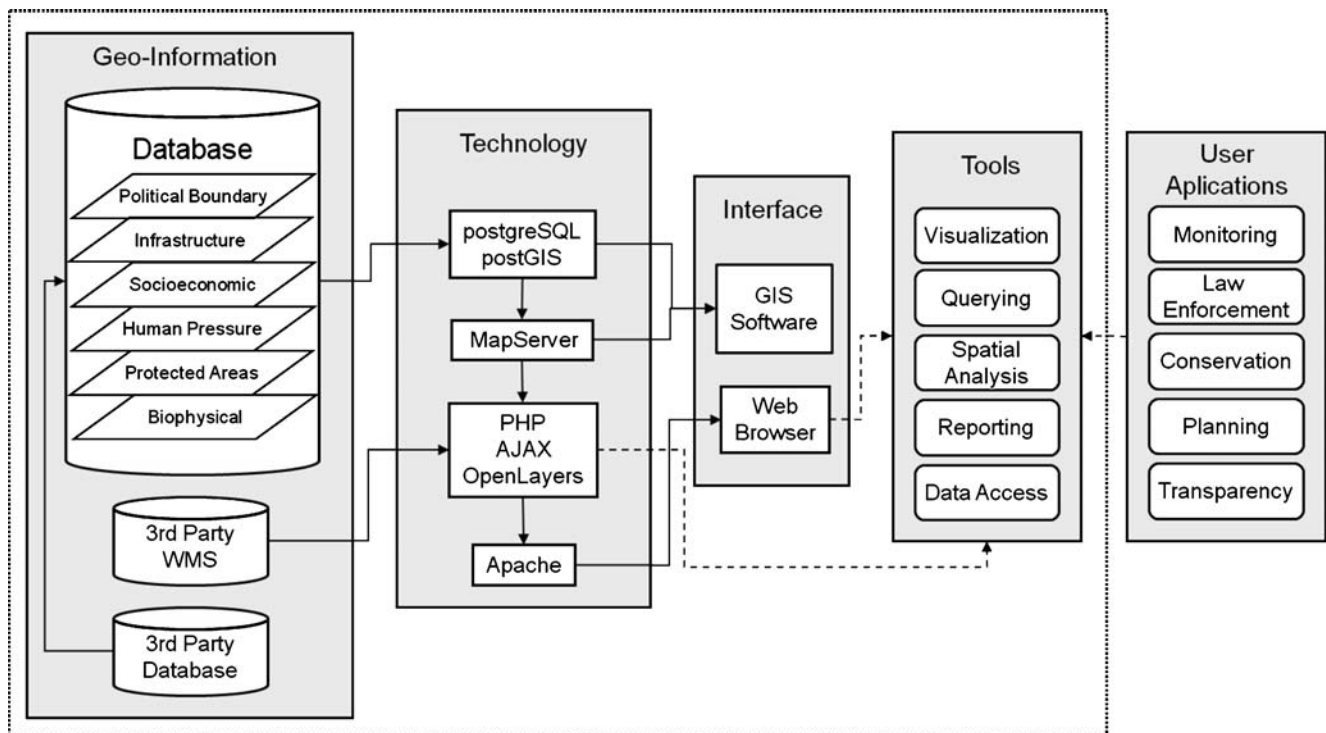 Geo-Information
Database
Political Boundary
Infrastructure
Socioeconomic
Human Pressure
Protected Areas
Biophysical
3rd Party
WMS
3rd Party
Database
Technology
postgreSQL
postGIS
MapServer
PHP
AJAX
OpenLayers
Apache
Interface
GIS
Software
Web
Browser
Tools
Visualization
Querying
Spatial
Analysis
Reporting
Data Access
User
Aplications
Monitoring
Law
Enforcement
Conservation
Planning
Transparency